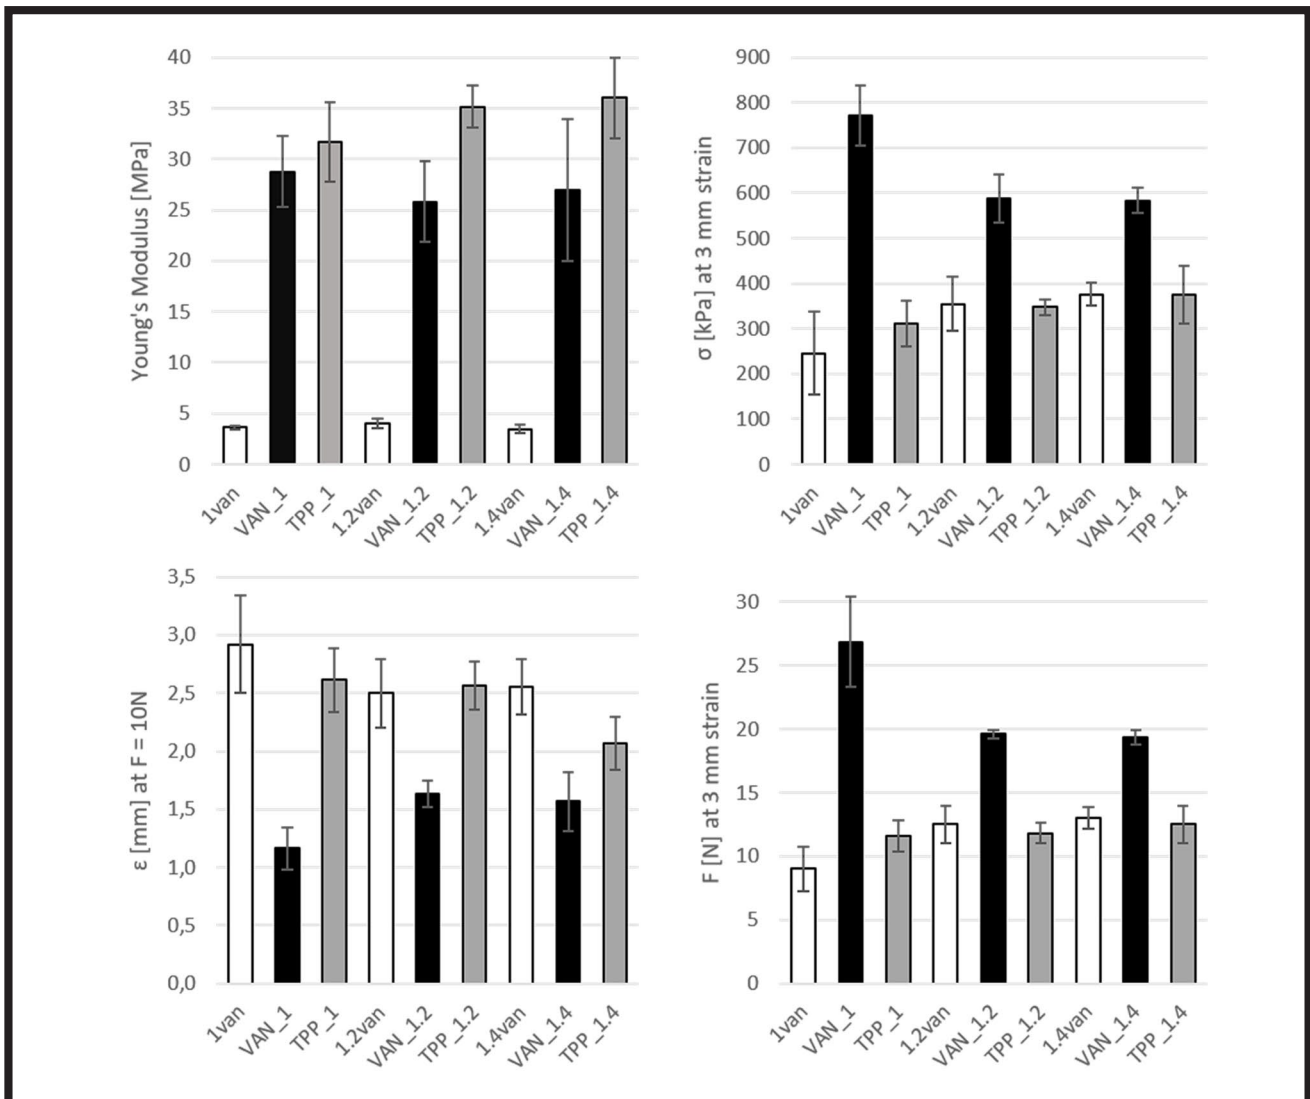 Young's Modulus [MPa]
40
35
30
25
20
15
10
5
0
1van
VAN_1
TPP_1
1.2van
VAN_1.2
TPP_1.2
1.4van
VAN_1.4
TPP_1.4
σ [kPa] at 3 mm strain
900
800
700
600
500
400
300
200
100
0
1van
VAN_1
TPP_1
1.2van
VAN_1.2
TPP_1.2
1.4van
VAN_1.4
TPP_1.4
ε [mm] at F = 10N
3,5
3,0
2,5
2,0
1,5
1,0
0,5
0,0
1van
VAN_1
TPP_1
1.2van
VAN_1.2
TPP_1.2
1.4van
VAN_1.4
TPP_1.4
F [N] at 3 mm strain
30
25
20
15
10
5
0
1van
VAN_1
TPP_1
1.2van
VAN_1.2
TPP_1.2
1.4van
VAN_1.4
TPP_1.4